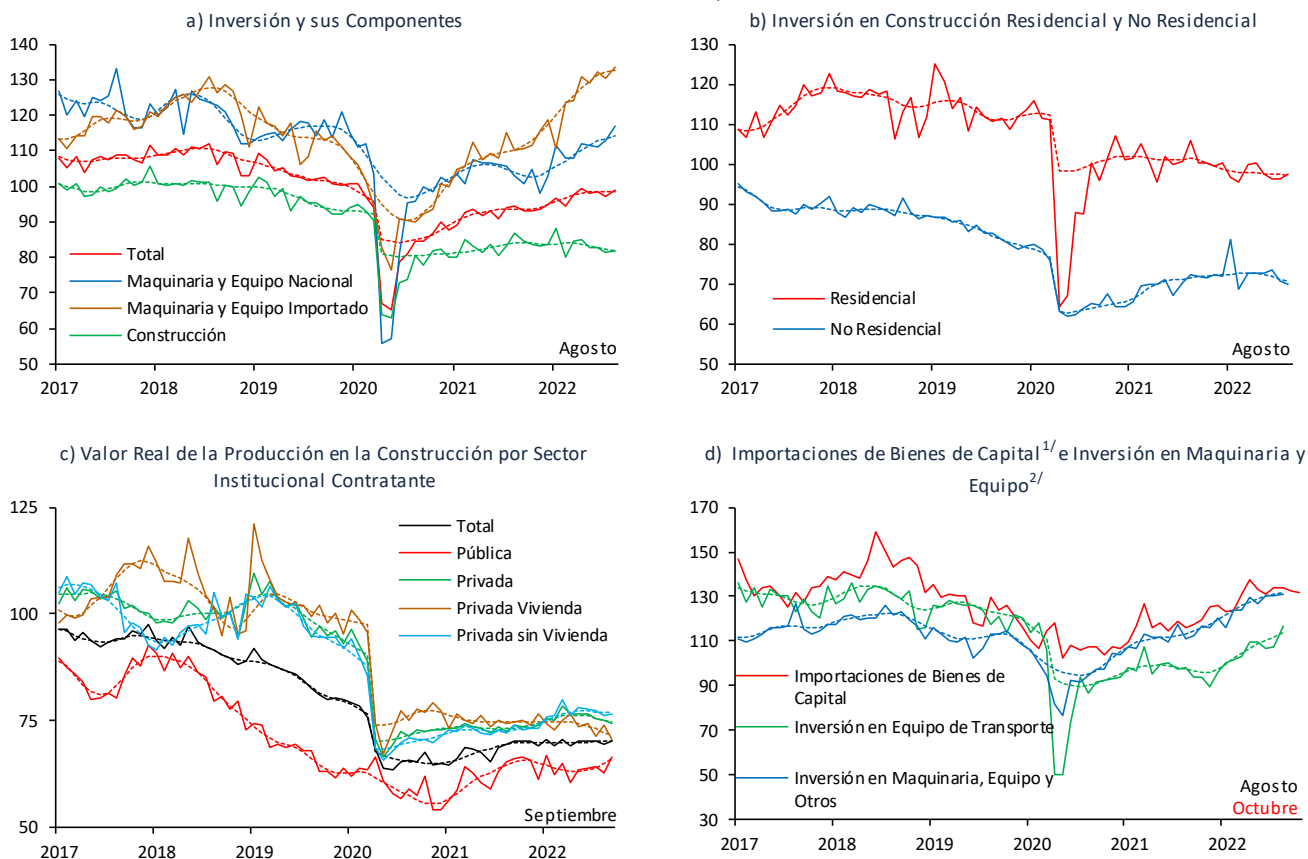 a) Inversión y sus Componentes
140
130
120
110
100
90
80
70
60
50
Total
Maquinaria y Equipo Nacional
Maquinaria y Equipo Importado
Construcción
Agosto
2017 2018 2019 2020 2021 2022
b) Inversión en Construcción Residencial y No Residencial
130
120
110
100
90
80
70
60
50
Residencial
No Residencial
Agosto
2017 2018 2019 2020 2021 2022
c) Valor Real de la Producción en la Construcción por Sector
Institucional Contratante
125
100
75
50
Total
Pública
Privada
Privada Vivienda
Privada sin Vivienda
Septiembre
2017 2018 2019 2020 2021 2022
d) Importaciones de Bienes de Capital1/ e Inversión en Maquinaria y
Equipo2/
170
150
130
110
90
70
50
30
Importaciones de Bienes de
Capital
Inversión en Equipo de Transporte
Inversión en Maquinaria, Equipo y
Otros
Agosto
Octubre
2017 2018 2019 2020 2021 2022